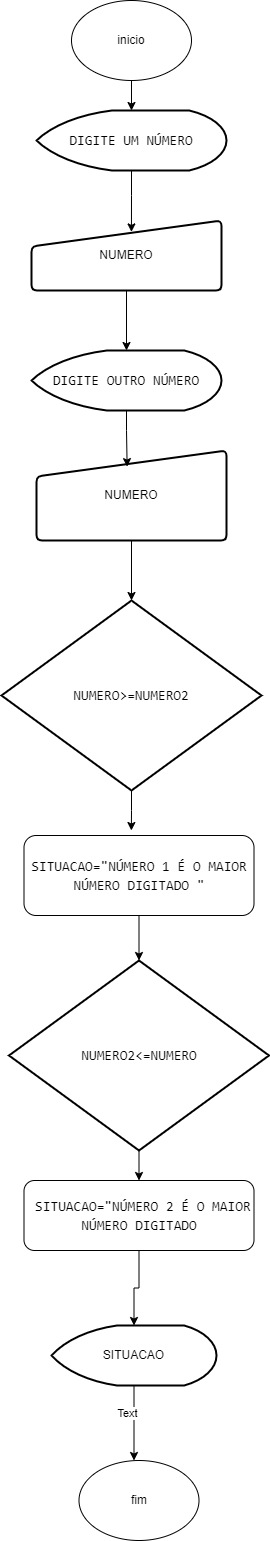 inicio
DIGITE UM NÚMERO
NUMERO
DIGITE OUTRO NÚMERO
NUMERO
NUMERO>=NUMERO2
SITUACAO="NÚMERO 1 É O MAIOR
NÚMERO DIGITADO "
NUMERO2<=NUMERO
SITUACAO="NÚMERO 2 É O MAIOR
NÚMERO DIGITADO
SITUACAO
Text
fim